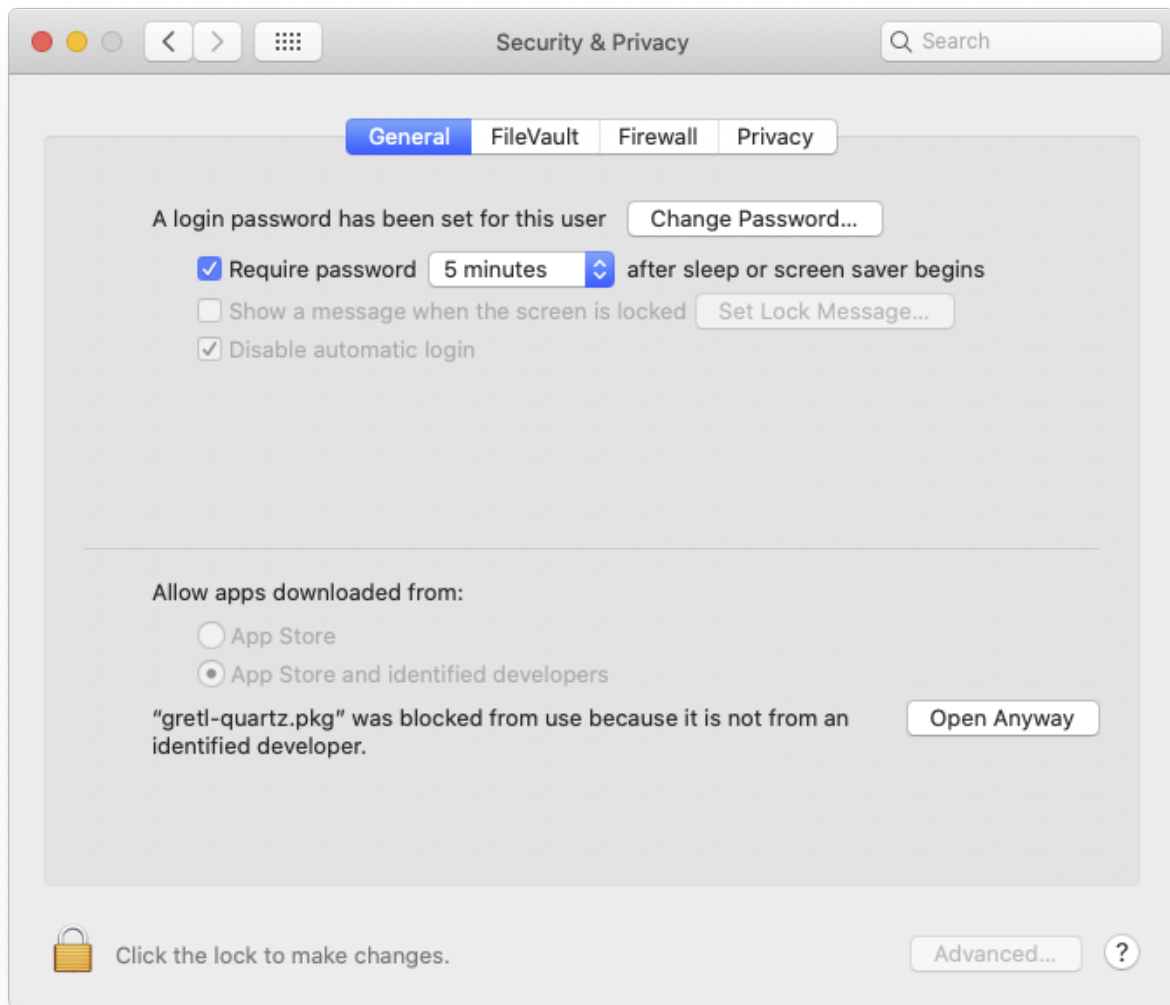 Security & Privacy
Search
General FileVault Firewall Privacy
A login password has been set for this user Change Password...
Require password 5 minutes after sleep or screen saver begins
Show a message when the screen is locked Set Lock Message...
Disable automatic login
Allow apps downloaded from:
App Store
App Store and identified developers
“gretl-quartz.pkg” was blocked from use because it is not from an Open Anyway
identified developer.
Click the lock to make changes. Advanced... ?